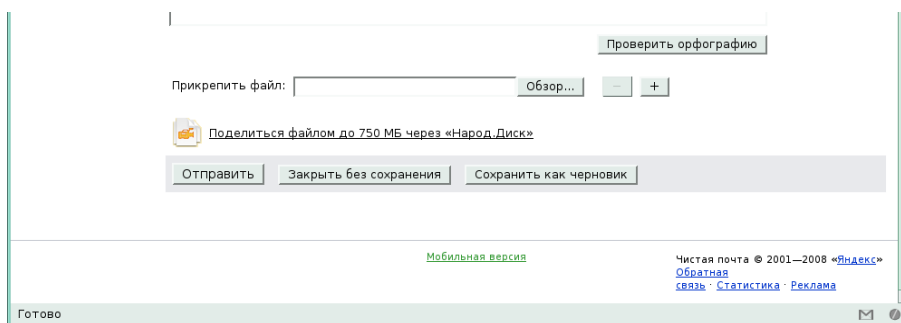 Проверить орфографию
Прикрепить файл: Обзор... − +
Поделиться файлом до 750 МБ через «Народ.Диск»
Отправить Закрыть без сохранения Сохранить как черновик
Мобильная версия Чистая почта © 2001—2008 «Яндекс»
Обратная
связь · Статистика · Реклама
Готово